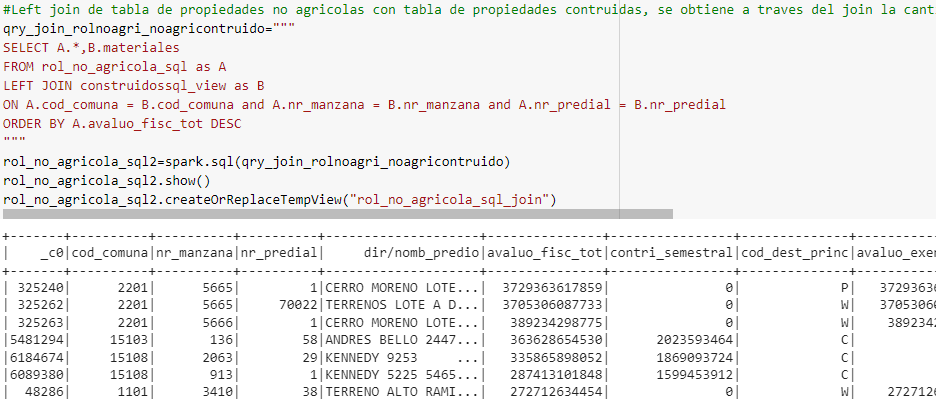 #Left join de tabla de propiedades no agricolas con tabla de propiedades contruidas, se obtiene a traves del join la cant
qry_join_rolnoagri_noagricontruido="""
SELECT A.*,B.materiales
FROM rol_no_agricola_sql as A
LEFT JOIN construidossql_view as B
ON A.cod_comuna = B.cod_comuna and A.nr_manzana = B.nr_manzana and A.nr_predial = B.nr_predial
ORDER BY A.avaluo_fisc_tot DESC
"""
rol_no_agricola_sql2=spark.sql(qry_join_rolnoagri_noagricontruido)
rol_no_agricola_sql2.show()
rol_no_agricola_sql2.createOrReplaceTempView("rol_no_agricola_sql_join")
+-------+----------+----------+----------+--------------------+---------------+----------------+--------------+----------
| _c0|cod_comuna|nr_manzana|nr_predial| dir/nomb_predio|avaluo_fisc_tot|contri_semestral|cod_dest_princ|avaluo_exen
+-------+----------+----------+----------+--------------------+---------------+----------------+--------------+----------
| 325240| 2201| 5665| 1|CERRO MORENO LOTE...| 3729363617859| 0| P| 3729363
| 325262| 2201| 5665| 70022|TERRENOS LOTE A D...| 3705306087733| 0| W| 3705306
| 325263| 2201| 5666| 1|CERRO MORENO LOTE...| 389234298775| 0| W| 3892342
|5481294| 15103| 136| 58|ANDRES BELLO 2447...| 363628654530| 2023593464| C|
|6184674| 15108| 2063| 29|KENNEDY 9253 ...| 335865898052| 1869093724| C|
|6089380| 15108| 913| 1|KENNEDY 5225 5465...| 287413101848| 1599453912| C|
| 48286| 1101| 3410| 38|TERRENO ALTO RAMI...| 272712634454| 0| W| 272712